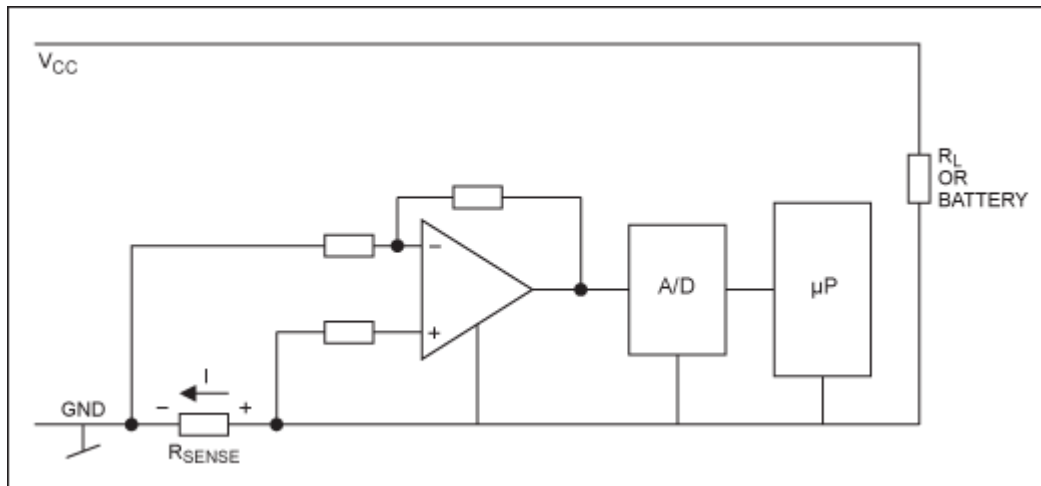 VCC
RL
OR
BATTERY
−
A/D
μP
+
I
GND
− +
RSENSE